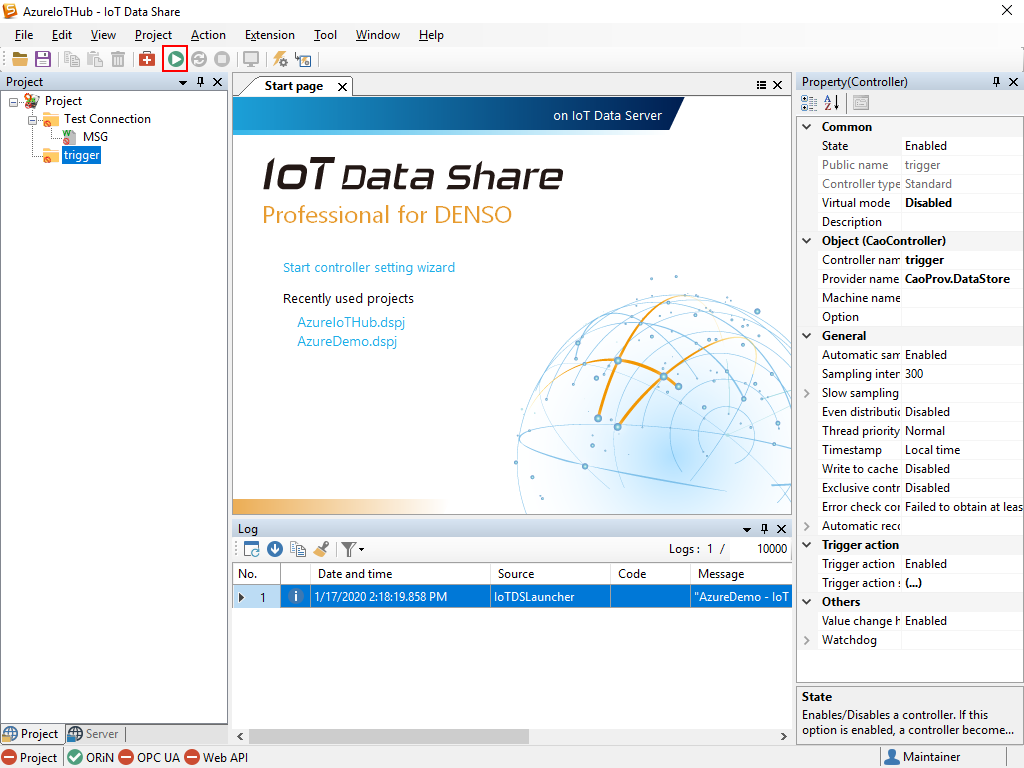 AzureIoTHub - IoT Data Share
File Edit View Project Action Extension Tool Window Help
Project
Project
Test Connection
MSG
trigger
Project Server
Start page
on IoT Data Server
IoT Data Share
Professional for DENSO
Start controller setting wizard
Recently used projects
AzureIoTHub.dspj
AzureDemo.dspj
Log
Logs : 1 / 10000
No. Date and time Source Code Message
1 1/17/2020 2:18:19.858 PM IoTDSLauncher "AzureDemo - IoT
Property(Controller)
Common
State Enabled
Public name trigger
Controller type Standard
Virtual mode Disabled
Description
Object (CaoController)
Controller nam trigger
Provider name CaoProv.DataStore
Machine name
Option
General
Automatic sam Enabled
Sampling inter 300
Slow sampling
Even distributic Disabled
Thread priority Normal
Timestamp Local time
Write to cache Disabled
Exclusive contr Disabled
Error check cor Failed to obtain at leas
Automatic recc
Trigger action
Trigger action Enabled
Trigger action s (...)
Others
Value change h Enabled
Watchdog
State
Enables/Disables a controller. If this
option is enabled, a controller become...
Project ORiN OPC UA Web API Maintainer